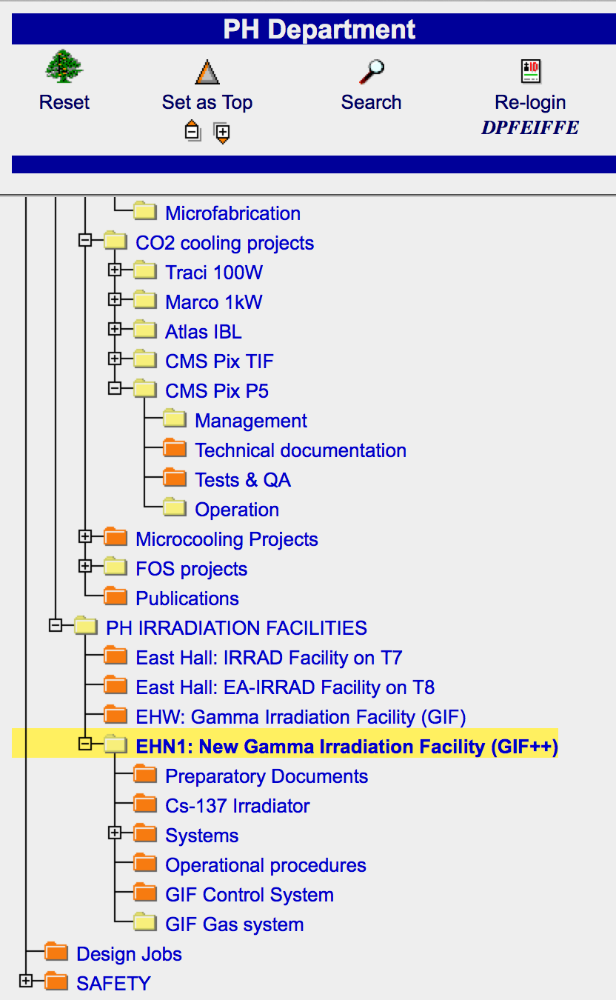 PH Department
Reset
Set as Top
Search
Re-login
DPFEIFFE
Microfabrication
CO2 cooling projects
Traci 100W
Marco 1kW
Atlas IBL
CMS Pix TIF
CMS Pix P5
Management
Technical documentation
Tests & QA
Operation
Microcooling Projects
FOS projects
Publications
PH IRRADIATION FACILITIES
East Hall: IRRAD Facility on T7
East Hall: EA-IRRAD Facility on T8
EHW: Gamma Irradiation Facility (GIF)
EHN1: New Gamma Irradiation Facility (GIF++)
Preparatory Documents
Cs-137 Irradiator
Systems
Operational procedures
GIF Control System
GIF Gas system
Design Jobs
SAFETY